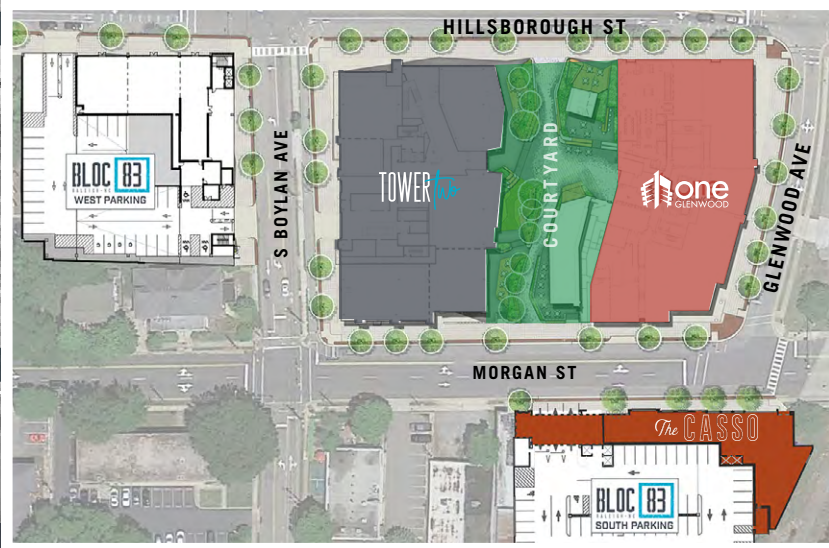 HILLSBOROUGH ST
BLOC 83
RALEIGH·NC
WEST PARKING
S BOYLAN AVE
TOWER two
COURTYARD
one
GLENWOOD
GLENWOOD AVE
MORGAN ST
The CASSO
BLOC 83
RALEIGH·NC
SOUTH PARKING